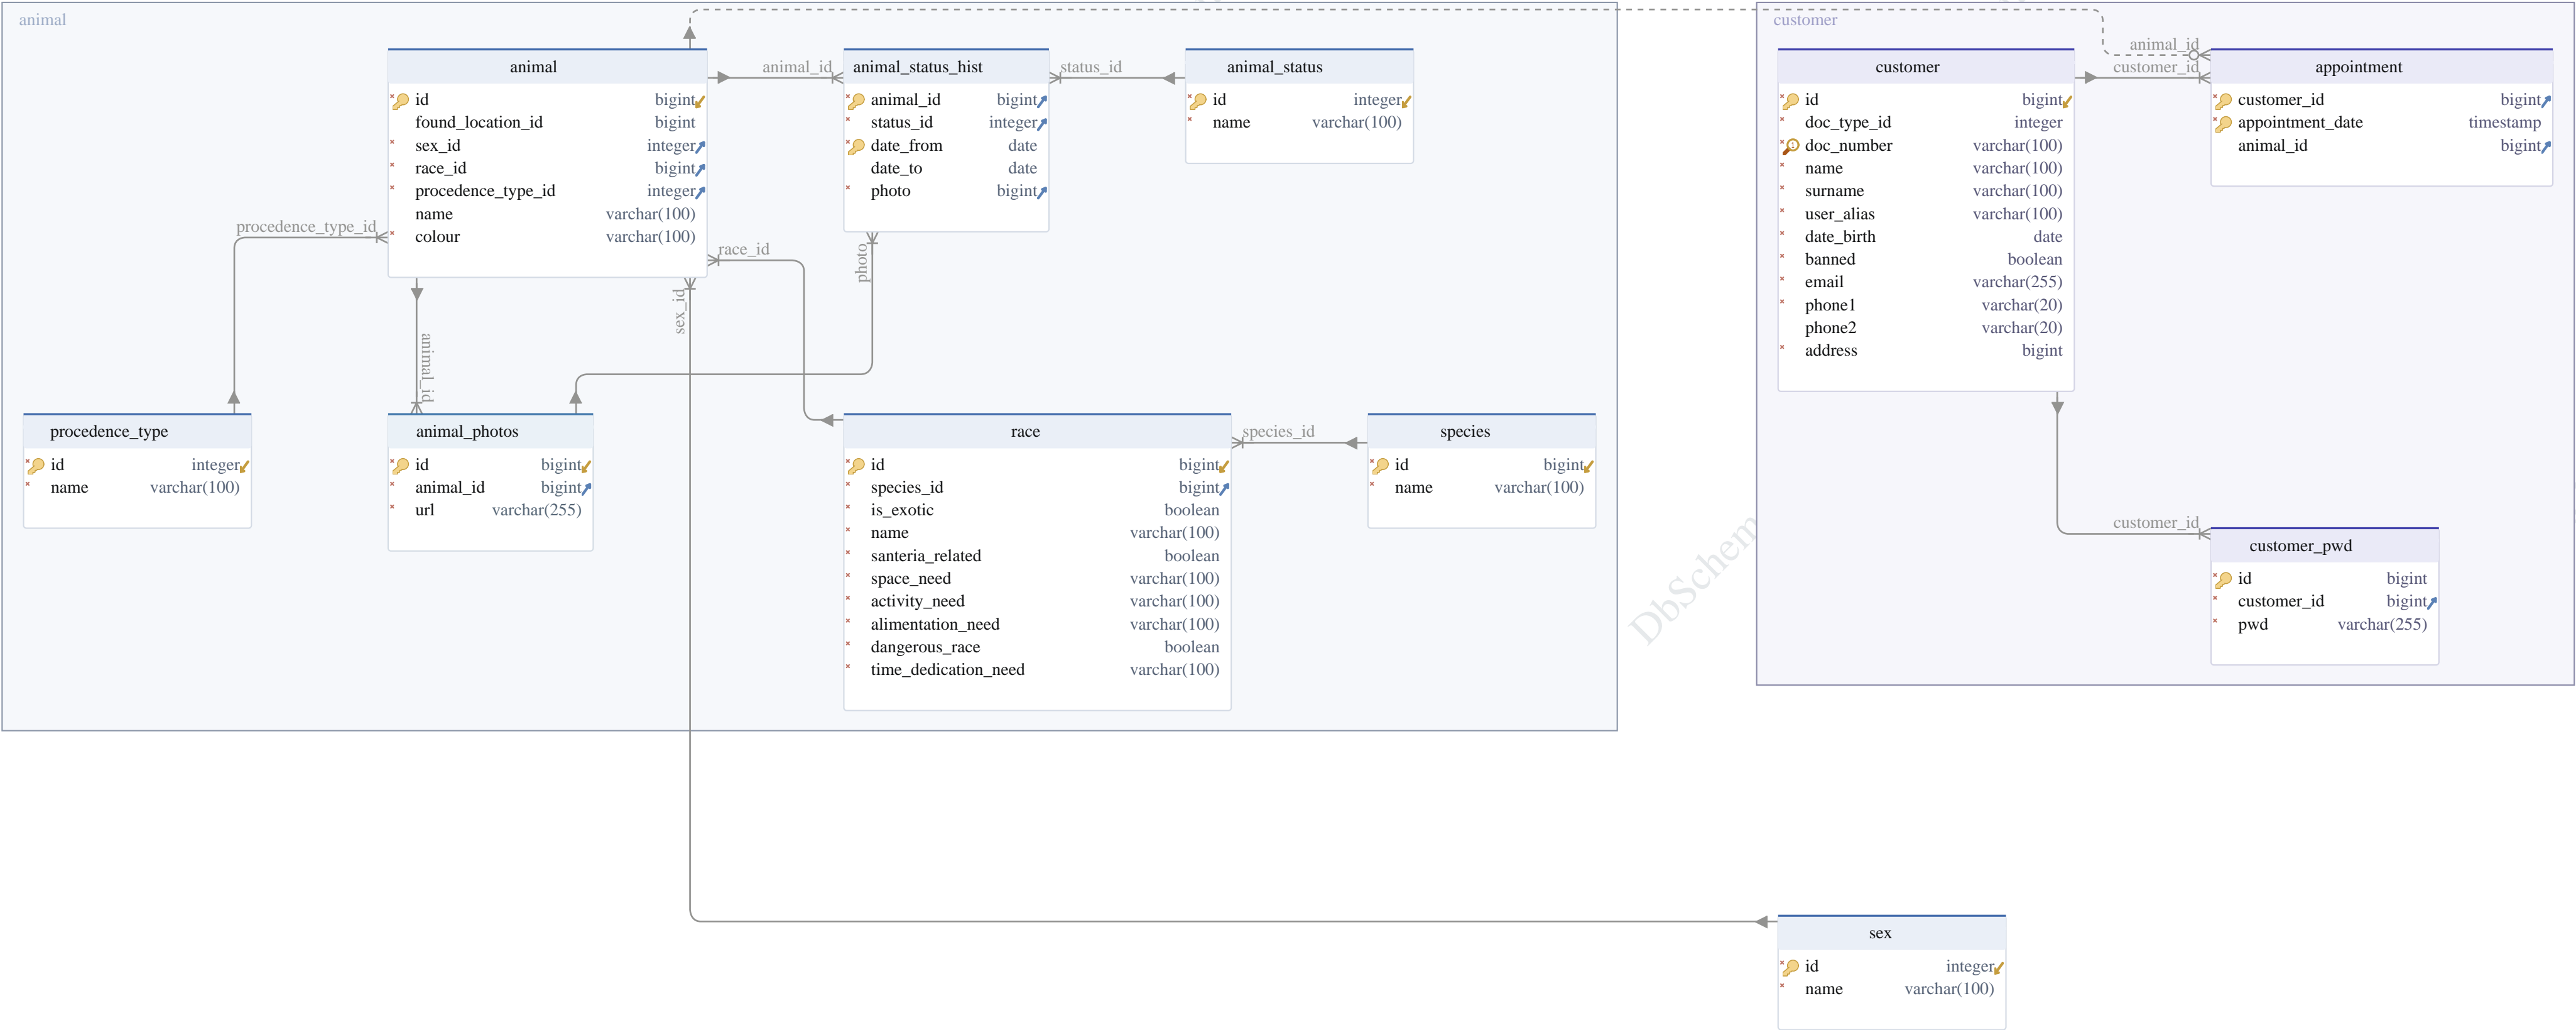 animal
customer
animal
id bigint
found_location_id bigint
sex_id integer
race_id bigint
procedence_type_id integer
name varchar(100)
colour varchar(100)
animal_id
animal_status_hist
animal_id bigint
status_id integer
date_from date
date_to date
photo bigint
status_id
animal_status
id integer
name varchar(100)
customer
id bigint
doc_type_id integer
doc_number varchar(100)
name varchar(100)
surname varchar(100)
user_alias varchar(100)
date_birth date
banned boolean
email varchar(255)
phone1 varchar(20)
phone2 varchar(20)
address bigint
animal_id
customer_id
appointment
customer_id bigint
appointment_date timestamp
animal_id bigint
procedence_type_id
race_id
photo
sex_id
animal_id
procedence_type
id integer
name varchar(100)
animal_photos
id bigint
animal_id bigint
url varchar(255)
race
id bigint
species_id bigint
is_exotic boolean
name varchar(100)
santeria_related boolean
space_need varchar(100)
activity_need varchar(100)
alimentation_need varchar(100)
dangerous_race boolean
time_dedication_need varchar(100)
species_id
species
id bigint
name varchar(100)
DbSchem
customer_id
customer_pwd
id bigint
customer_id bigint
pwd varchar(255)
sex
id integer
name varchar(100)